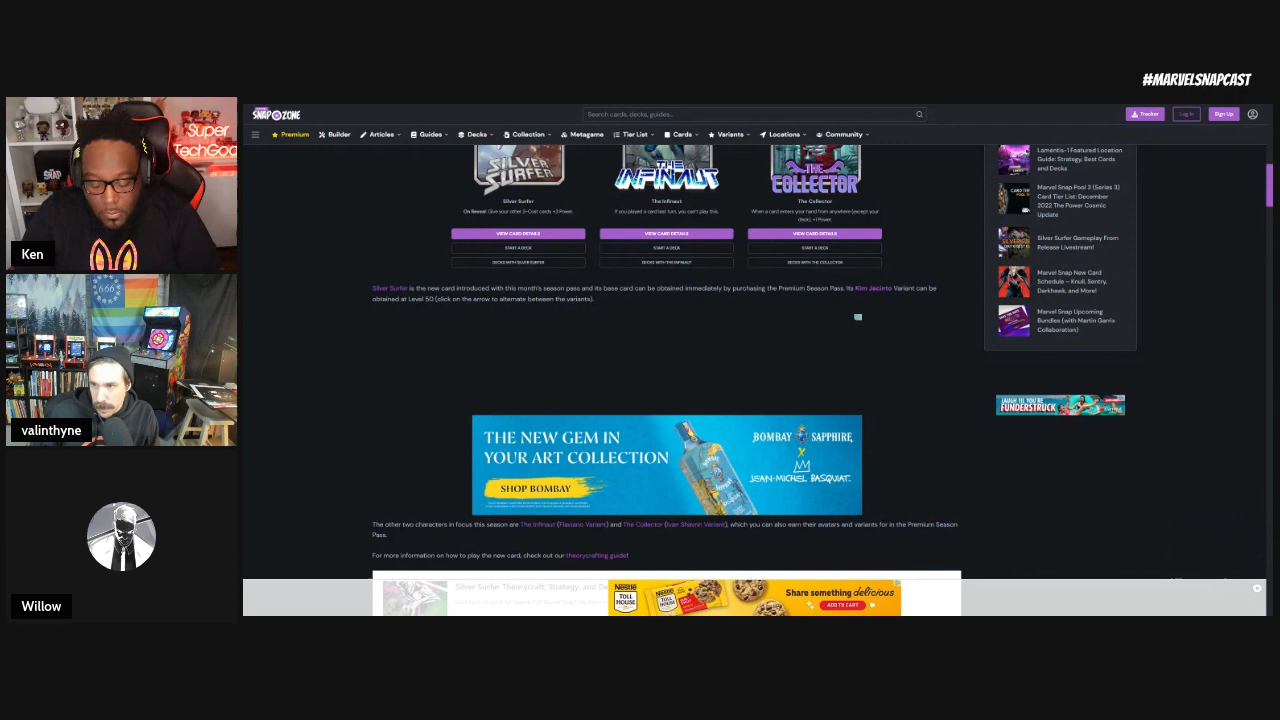 #MARVELSNAPCAST
Super
TechGod
Ken
666
valinthyne
Willow
SNAP ZONE
Search cards, decks, guides...
Tracker
Log In
Sign Up
Premium
Builder
Articles
Guides
Decks
Collection
Metagame
Tier List
Cards
Variants
Locations
Community
SILVER
SURFER
THE
INFINAUT
THE
COLLECTOR
Silver Surfer
The Infinaut
The Collector
On Reveal: Give your other 3-Cost cards +3 Power.
If you played a card last turn, you can't play this.
When a card enters your hand from anywhere (except your
deck), +1 Power.
VIEW CARD DETAILS
VIEW CARD DETAILS
VIEW CARD DETAILS
START A DECK
START A DECK
START A DECK
DECKS WITH SILVER SURFER
DECKS WITH THE INFINAUT
DECKS WITH THE COLLECTOR
Silver Surfer is the new card introduced with this month's season pass and its base card can be obtained immediately by purchasing the Premium Season Pass. Its Kim Jacinto Variant can be
obtained at Level 50 (click on the arrow to alternate between the variants).
THE NEW GEM IN
YOUR ART COLLECTION
SHOP BOMBAY
BOMBAY SAPPHIRE
X
JEAN-MICHEL BASQUIAT
The other two characters in focus this season are The Infinaut (Flaviano Variant) and The Collector (Ivan Shavrin Variant), which you can also earn their avatars and variants for in the Premium Season
Pass.
For more information on how to play the new card, check out our theorycrafting guide!
Silver Surfer Theorycraft, Strategy, and De
Nestlé
TOLL
HOUSE
Share something delicious
ADD TO CART
Lamentis-1 Featured Location
Guide: Strategy, Best Cards
and Decks
Marvel Snap Pool 3 (Series 3)
Card Tier List: December
2022 The Power Cosmic
Update
Silver Surfer Gameplay From
Release Livestream!
Marvel Snap New Card
Schedule – Knull, Sentry,
Darkhawk, and More!
Marvel Snap Upcoming
Bundles (with Martin Garrix
Collaboration)
LAUGH TIL YOU'RE
FUNDERSTRUCK